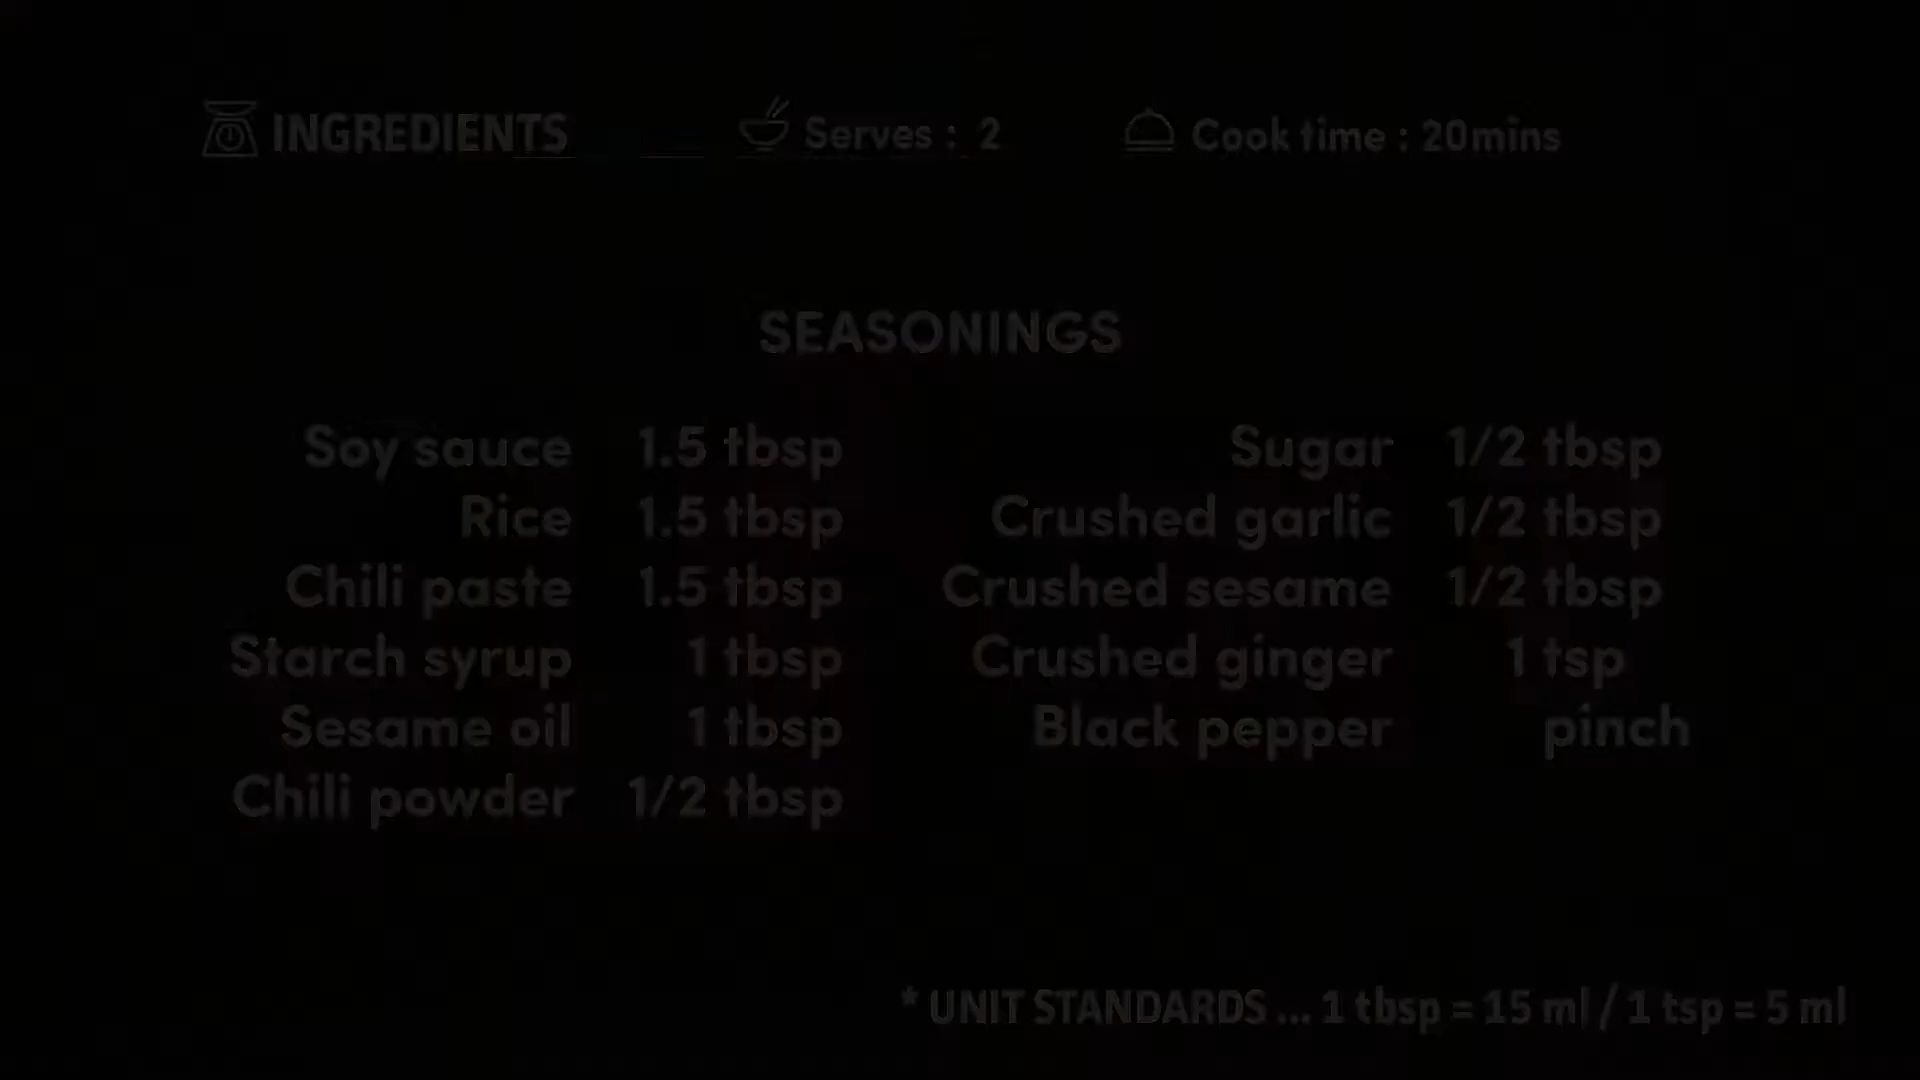 INGREDIENTS Serves : 2 Cook time : 20mins
SEASONINGS
Soy sauce 1.5 tbsp
Rice 1.5 tbsp
Chili paste 1.5 tbsp
Starch syrup 1 tbsp
Sesame oil 1 tbsp
Chili powder 1/2 tbsp
Sugar 1/2 tbsp
Crushed garlic 1/2 tbsp
Crushed sesame 1/2 tbsp
Crushed ginger 1 tsp
Black pepper pinch
* UNIT STANDARDS ... 1 tbsp = 15 ml / 1 tsp = 5 ml